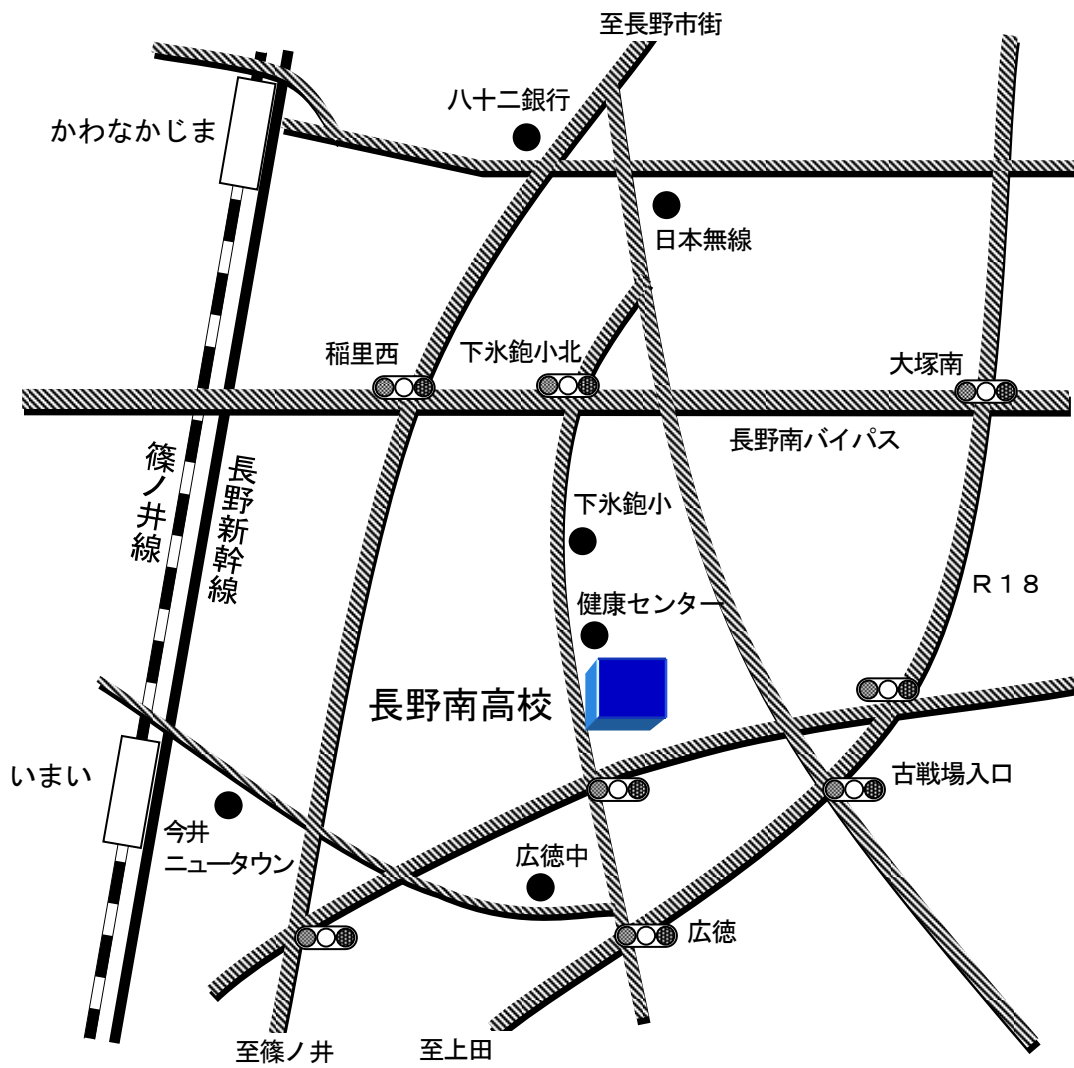 至長野市街
八十二銀行
かわなかじま
日本無線
稲里西
下氷鉋小北
大塚南
長野南バイパス
篠ノ井線
長野新幹線
下氷鉋小
R18
健康センター
長野南高校
いまい
古戦場入口
今井
ニュータウン
広徳中
広徳
至篠ノ井
至上田